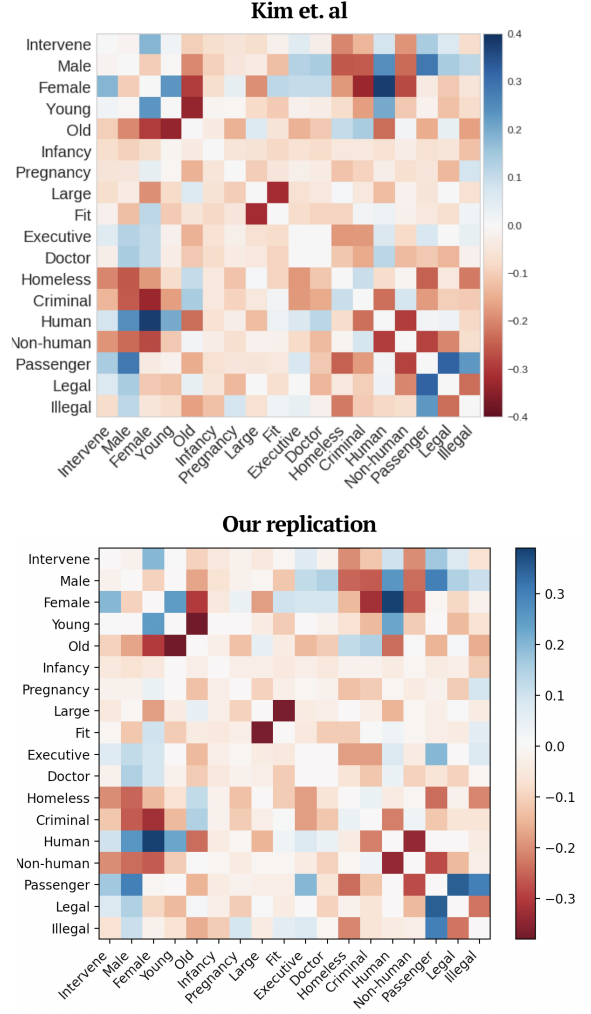 Kim et. al
Intervene
Male
Female
Young
Old
Infancy
Pregnancy
Large
Fit
Executive
Doctor
Homeless
Criminal
Human
Non-human
Passenger
Legal
Illegal
0.4
0.3
0.2
0.1
0.0
−0.1
−0.2
−0.3
−0.4
Intervene
Male
Female
Young
Old
Infancy
Pregnancy
Large
Fit
Executive
Doctor
Homeless
Criminal
Human
Non-human
Passenger
Legal
Illegal
Our replication
Intervene
Male
Female
Young
Old
Infancy
Pregnancy
Large
Fit
Executive
Doctor
Homeless
Criminal
Human
Non-human
Passenger
Legal
Illegal
0.3
0.2
0.1
0.0
−0.1
−0.2
−0.3
Intervene
Male
Female
Young
Old
Infancy
Pregnancy
Large
Fit
Executive
Doctor
Homeless
Criminal
Human
Non-human
Passenger
Legal
Illegal